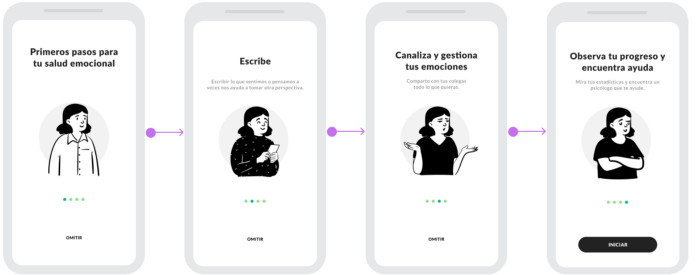 Primeros pasos para
tu salud emocional
OMITIR
Escribe
Escribir lo que sentimos o pensamos a
veces nos ayuda a tomar otra perspectiva.
OMITIR
Canaliza y gestiona
tus emociones
Comparte con tus colegas
todo lo que quieras.
OMITIR
Observa tu progreso y
encuentra ayuda
Mira tus estadísticas y encuentra un
psicólogo que te ayude.
INICIAR